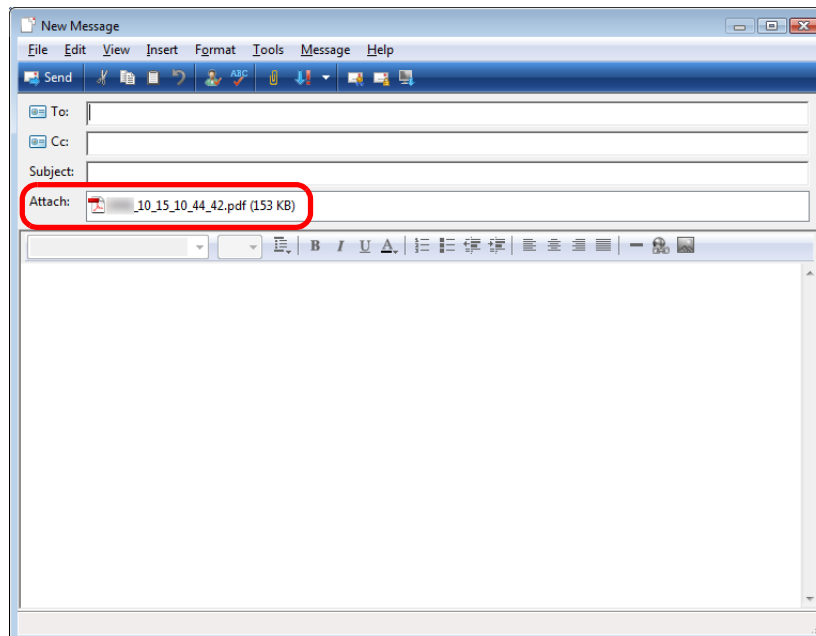 New Message
File Edit View Insert Format Tools Message Help
Send ABC
To:
Cc:
Subject:
Attach: _10_15_10_44_42.pdf (153 KB)
B I U A